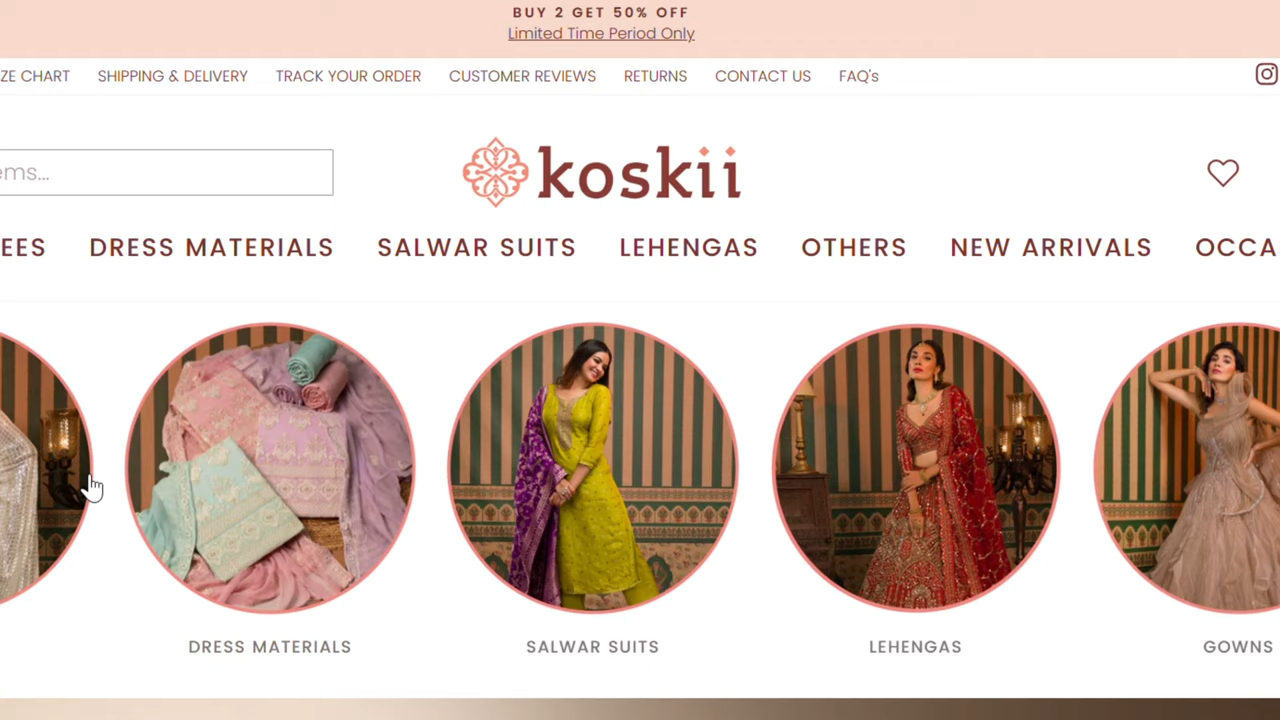 BUY 2 GET 50% OFF
Limited Time Period Only
ZE CHART SHIPPING & DELIVERY TRACK YOUR ORDER CUSTOMER REVIEWS RETURNS CONTACT US FAQ's
ems...
koskii
EES DRESS MATERIALS SALWAR SUITS LEHENGAS OTHERS NEW ARRIVALS OCCA
DRESS MATERIALS SALWAR SUITS LEHENGAS GOWNS